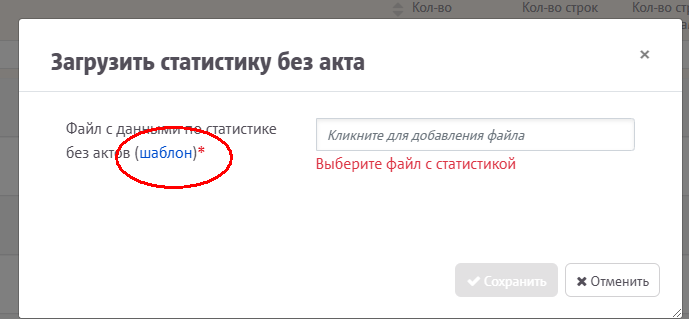 Кол-во Кол-во строк Кол-во ст
Загрузить статистику без акта ×
Файл с данными по статистике
без актов (шаблон)*
Кликните для добавления файла
Выберите файл с статистикой
Сохранить Отменить